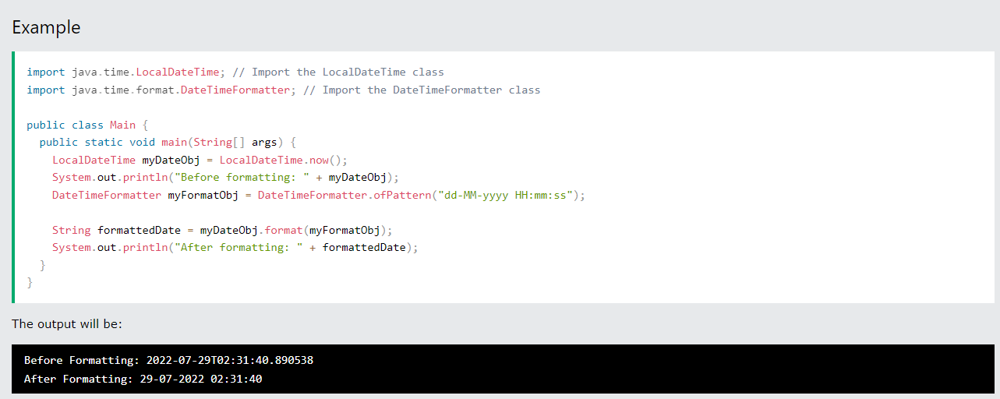 Example
import java.time.LocalDateTime; // Import the LocalDateTime class
import java.time.format.DateTimeFormatter; // Import the DateTimeFormatter class
public class Main {
  public static void main(String[] args) {
    LocalDateTime myDateObj = LocalDateTime.now();
    System.out.println("Before formatting: " + myDateObj);
    DateTimeFormatter myFormatObj = DateTimeFormatter.ofPattern("dd-MM-yyyy HH:mm:ss");
    String formattedDate = myDateObj.format(myFormatObj);
    System.out.println("After formatting: " + formattedDate);
  }
}
The output will be:
Before Formatting: 2022-07-29T02:31:40.890538
After Formatting: 29-07-2022 02:31:40